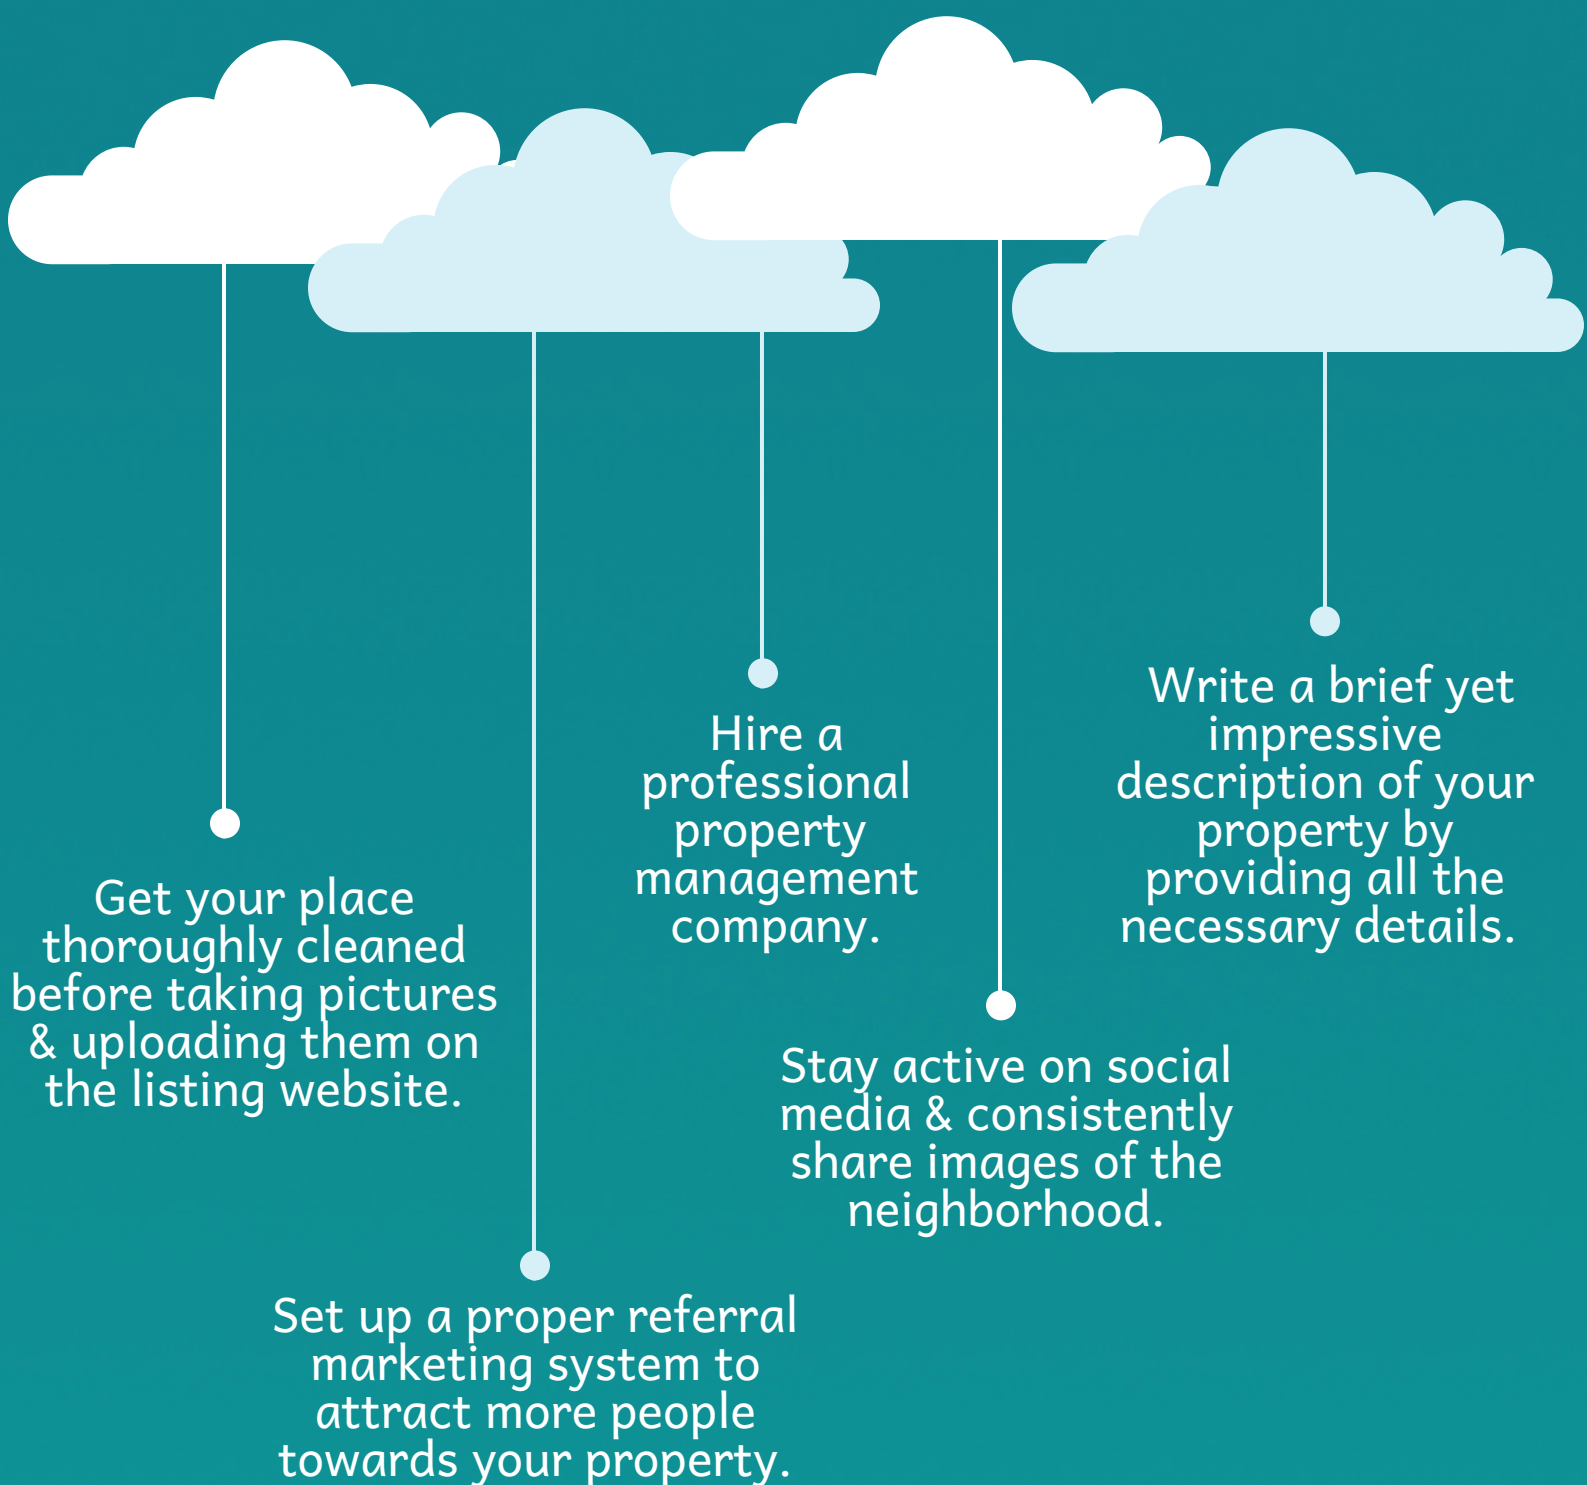 Get your place
thoroughly cleaned
before taking pictures
& uploading them on
the listing website.
Set up a proper referral
marketing system to
attract more people
towards your property.
Hire a
professional
property
management
company.
Stay active on social
media & consistently
share images of the
neighborhood.
Write a brief yet
impressive
description of your
property by
providing all the
necessary details.